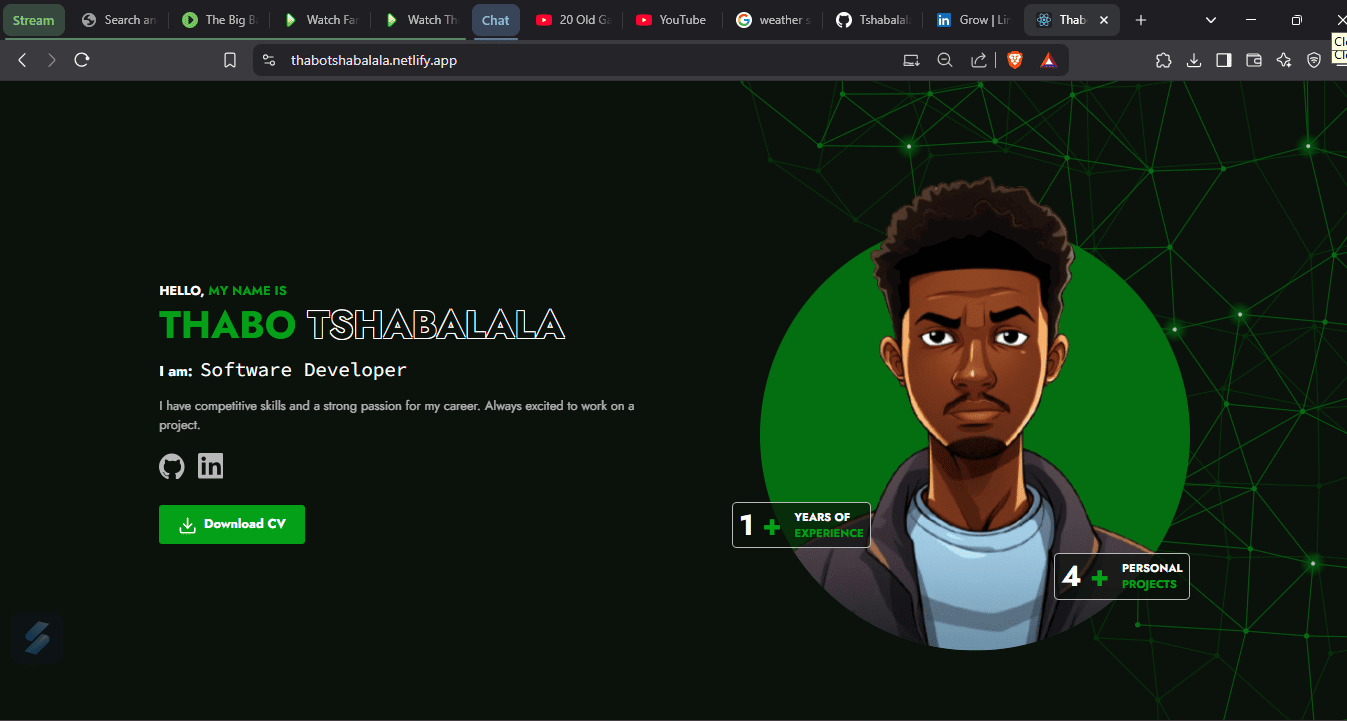 Stream
Search an
The Big B
Watch Far
Watch Th
Chat
20 Old Ga
YouTube
weather s
Tshabalala
Grow | Lin
Thab
thabotshabalala.netlify.app
HELLO, MY NAME IS
THABO TSHABALALA
I am: Software Developer
I have competitive skills and a strong passion for my career. Always excited to work on a
project.
Download CV
1 + YEARS OF
EXPERIENCE
4 + PERSONAL
PROJECTS